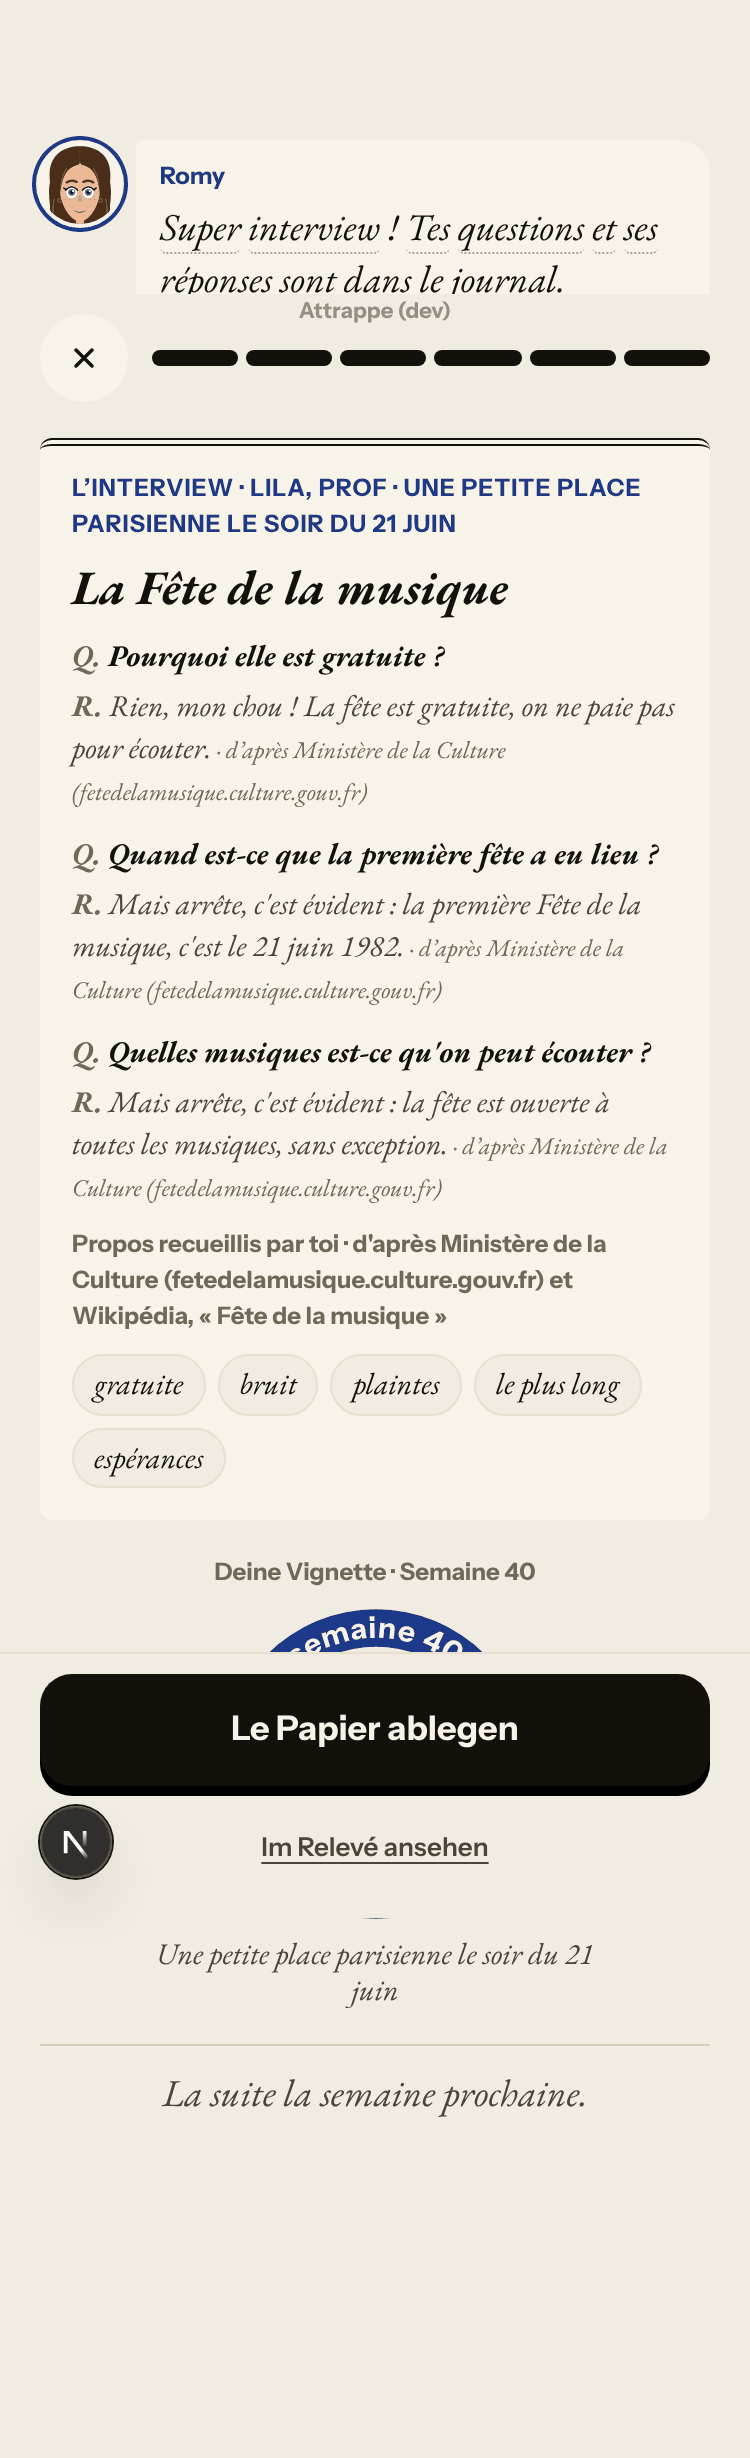 Romy
Super interview ! Tes questions et ses
réponses sont dans le journal.
Attrappe (dev)
L’INTERVIEW · LILA, PROF · UNE PETITE PLACE
PARISIENNE LE SOIR DU 21 JUIN
La Fête de la musique
Q. Pourquoi elle est gratuite ?
R. Rien, mon chou ! La fête est gratuite, on ne paie pas
pour écouter. · d’après Ministère de la Culture
(fetedelamusique.culture.gouv.fr)
Q. Quand est-ce que la première fête a eu lieu ?
R. Mais arrête, c'est évident : la première Fête de la
musique, c'est le 21 juin 1982. · d’après Ministère de la
Culture (fetedelamusique.culture.gouv.fr)
Q. Quelles musiques est-ce qu'on peut écouter ?
R. Mais arrête, c'est évident : la fête est ouverte à
toutes les musiques, sans exception. · d’après Ministère de la
Culture (fetedelamusique.culture.gouv.fr)
Propos recueillis par toi · d'après Ministère de la
Culture (fetedelamusique.culture.gouv.fr) et
Wikipédia, « Fête de la musique »
gratuite bruit plaintes le plus long
espérances
Deine Vignette · Semaine 40
semaine 40
Le Papier ablegen
N
Im Relevé ansehen
Une petite place parisienne le soir du 21
juin
La suite la semaine prochaine.